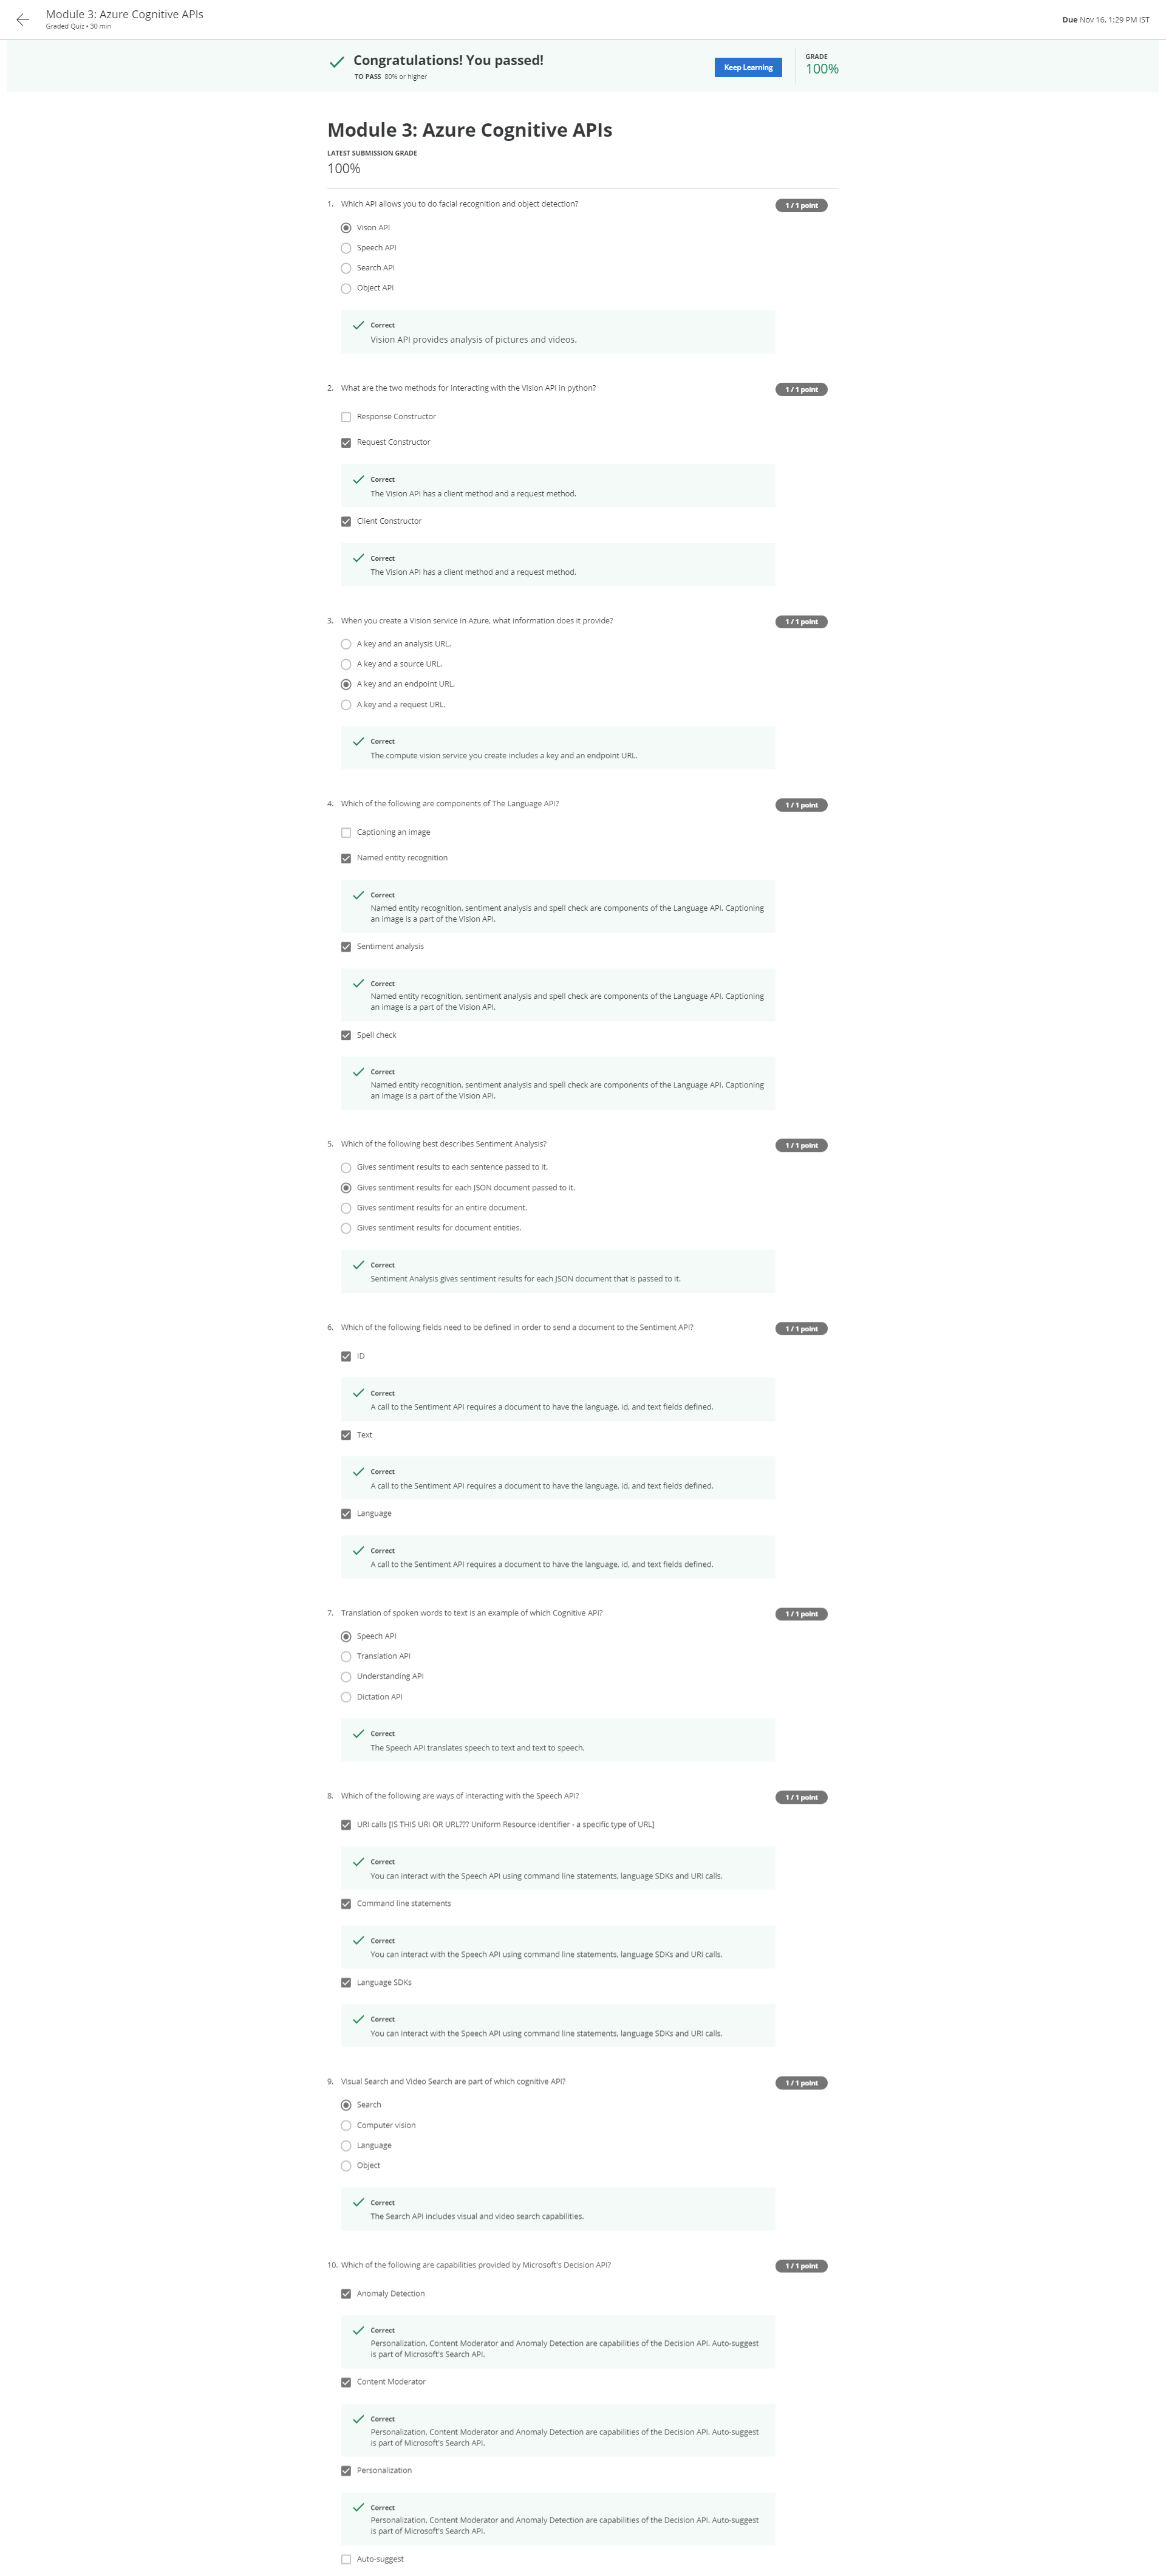 Module 3: Azure Cognitive APIs
Graded Quiz • 30 min
Due Nov 16, 1:29 PM IST
Congratulations! You passed!
TO PASS 80% or higher
Keep Learning
GRADE
100%
Module 3: Azure Cognitive APIs
LATEST SUBMISSION GRADE
100%
1. Which API allows you to do facial recognition and object detection?
1 / 1 point
Vison API
Speech API
Search API
Object API
Correct
Vision API provides analysis of pictures and videos.
2. What are the two methods for interacting with the Vision API in python?
1 / 1 point
Response Constructor
Request Constructor
Correct
The Vision API has a client method and a request method.
Client Constructor
Correct
The Vision API has a client method and a request method.
3. When you create a Vision service in Azure, what information does it provide?
1 / 1 point
A key and an analysis URL.
A key and a source URL.
A key and an endpoint URL.
A key and a request URL.
Correct
The compute vision service you create includes a key and an endpoint URL.
4. Which of the following are components of The Language API?
1 / 1 point
Captioning an image
Named entity recognition
Correct
Named entity recognition, sentiment analysis and spell check are components of the Language API. Captioning
an image is a part of the Vision API.
Sentiment analysis
Correct
Named entity recognition, sentiment analysis and spell check are components of the Language API. Captioning
an image is a part of the Vision API.
Spell check
Correct
Named entity recognition, sentiment analysis and spell check are components of the Language API. Captioning
an image is a part of the Vision API.
5. Which of the following best describes Sentiment Analysis?
1 / 1 point
Gives sentiment results to each sentence passed to it.
Gives sentiment results for each JSON document passed to it.
Gives sentiment results for an entire document.
Gives sentiment results for document entities.
Correct
Sentiment Analysis gives sentiment results for each JSON document that is passed to it.
6. Which of the following fields need to be defined in order to send a document to the Sentiment API?
1 / 1 point
ID
Correct
A call to the Sentiment API requires a document to have the language, id, and text fields defined.
Text
Correct
A call to the Sentiment API requires a document to have the language, id, and text fields defined.
Language
Correct
A call to the Sentiment API requires a document to have the language, id, and text fields defined.
7. Translation of spoken words to text is an example of which Cognitive API?
1 / 1 point
Speech API
Translation API
Understanding API
Dictation API
Correct
The Speech API translates speech to text and text to speech.
8. Which of the following are ways of interacting with the Speech API?
1 / 1 point
URI calls [IS THIS URI OR URL??? Uniform Resource identifier - a specific type of URL]
Correct
You can interact with the Speech API using command line statements, language SDKs and URI calls.
Command line statements
Correct
You can interact with the Speech API using command line statements, language SDKs and URI calls.
Language SDKs
Correct
You can interact with the Speech API using command line statements, language SDKs and URI calls.
9. Visual Search and Video Search are part of which cognitive API?
1 / 1 point
Search
Computer vision
Language
Object
Correct
The Search API includes visual and video search capabilities.
10. Which of the following are capabilities provided by Microsoft's Decision API?
1 / 1 point
Anomaly Detection
Correct
Personalization, Content Moderator and Anomaly Detection are capabilities of the Decision API. Auto-suggest
is part of Microsoft's Search API.
Content Moderator
Correct
Personalization, Content Moderator and Anomaly Detection are capabilities of the Decision API. Auto-suggest
is part of Microsoft's Search API.
Personalization
Correct
Personalization, Content Moderator and Anomaly Detection are capabilities of the Decision API. Auto-suggest
is part of Microsoft's Search API.
Auto-suggest